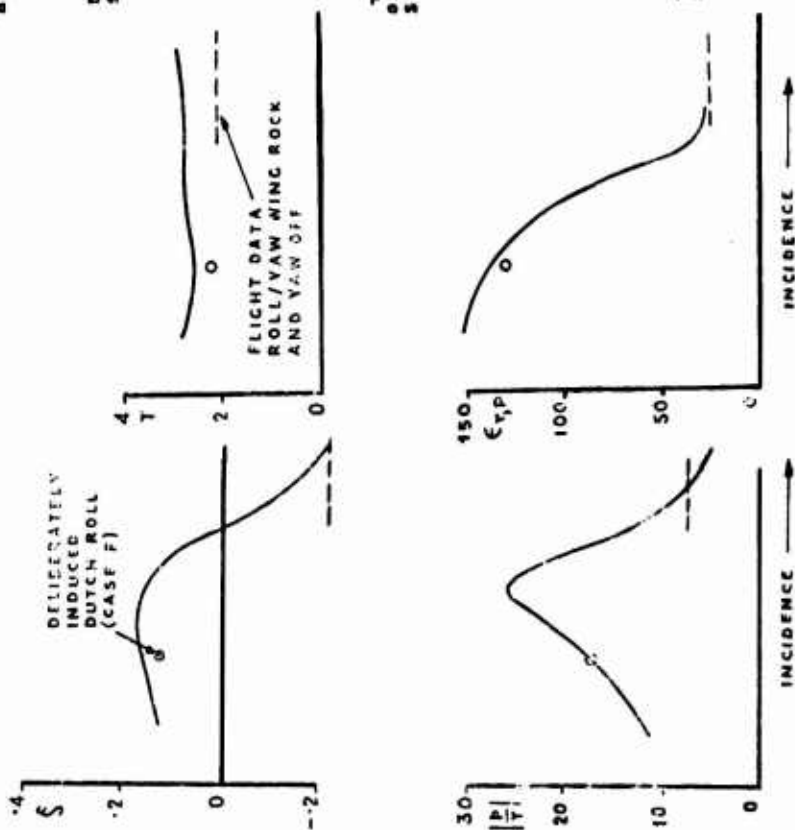 ·4
ζ
·2
0
-·2
DELIBERATELY
INDUCED
DUTCH ROLL
(CASE F)
4
T
2
0
FLIGHT DATA
ROLL/YAW WING ROCK
AND YAW OFF
30
20
10
0
INCIDENCE
150
100
50
INCIDENCE